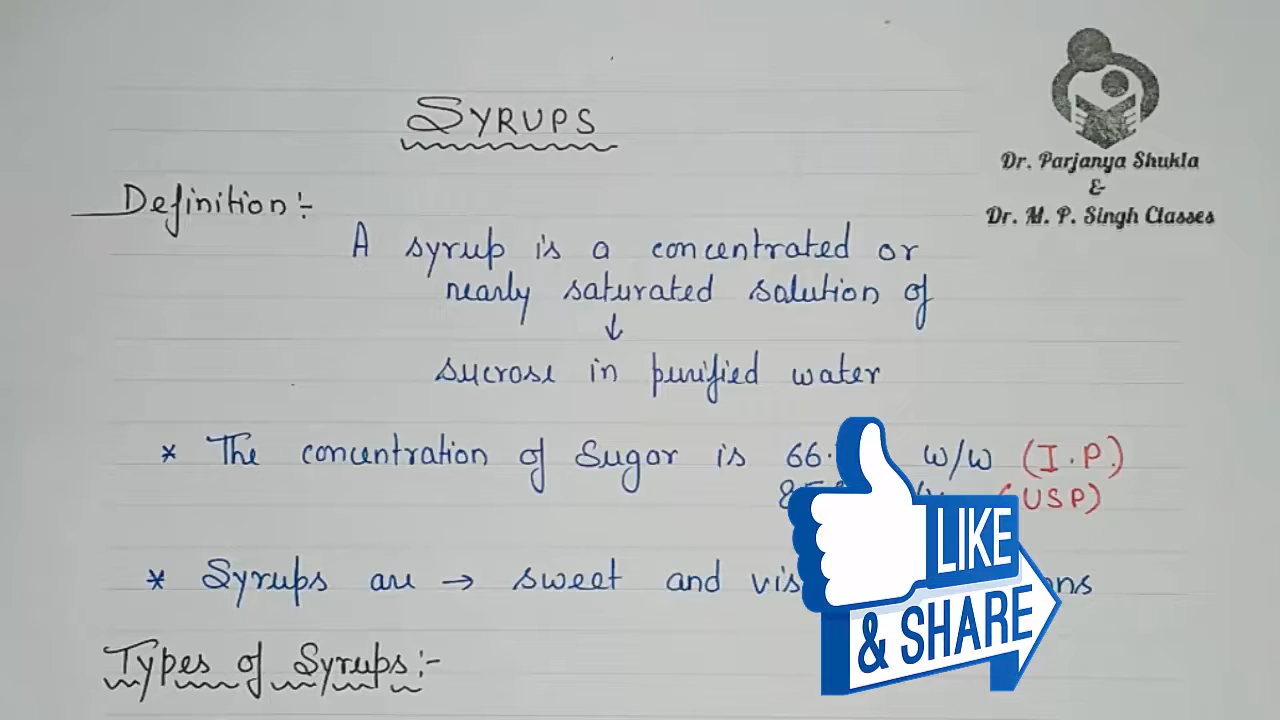 SYRUPS
Dr. Parjanya Shukla
&
Dr. M. P. Singh Classes
Definition :-
A syrup is a concentrated or
nearly saturated solution of
↓
sucrose in purified water
* The concentration of Sugar is 66. w/w (I.P.)
(USP)
* Syrups are → sweet and
LIKE
& SHARE
Types of Syrups :-